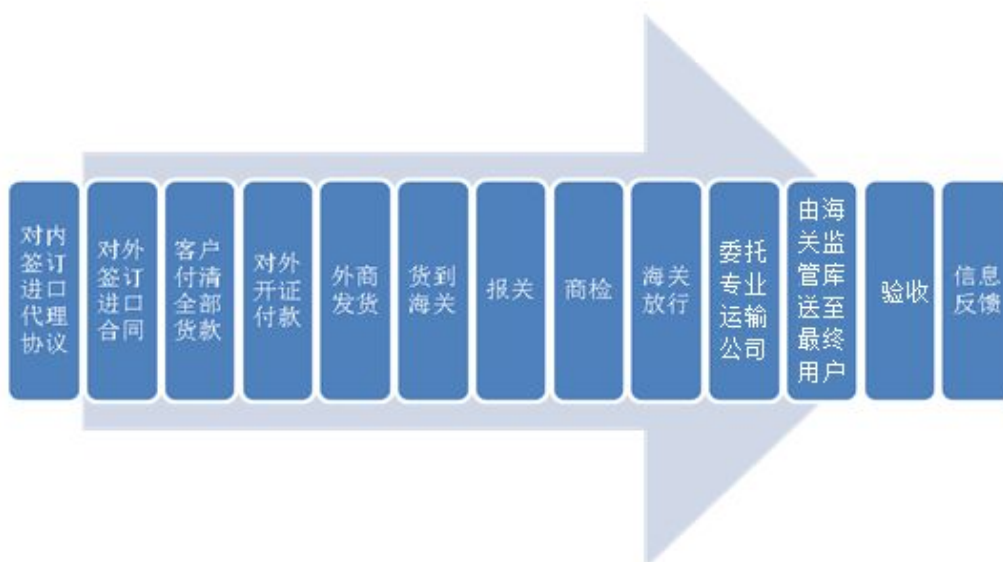 对内
签订
进口
代理
协议
对外
签订
进口
合同
客户
付清
全部
货款
对外
开证
付款
外商
发货
货到
海关
报关
商检
海关
放行
委托
专业
运输
公司
由海
关监
管库
送至
最终
用户
验收
信息
反馈